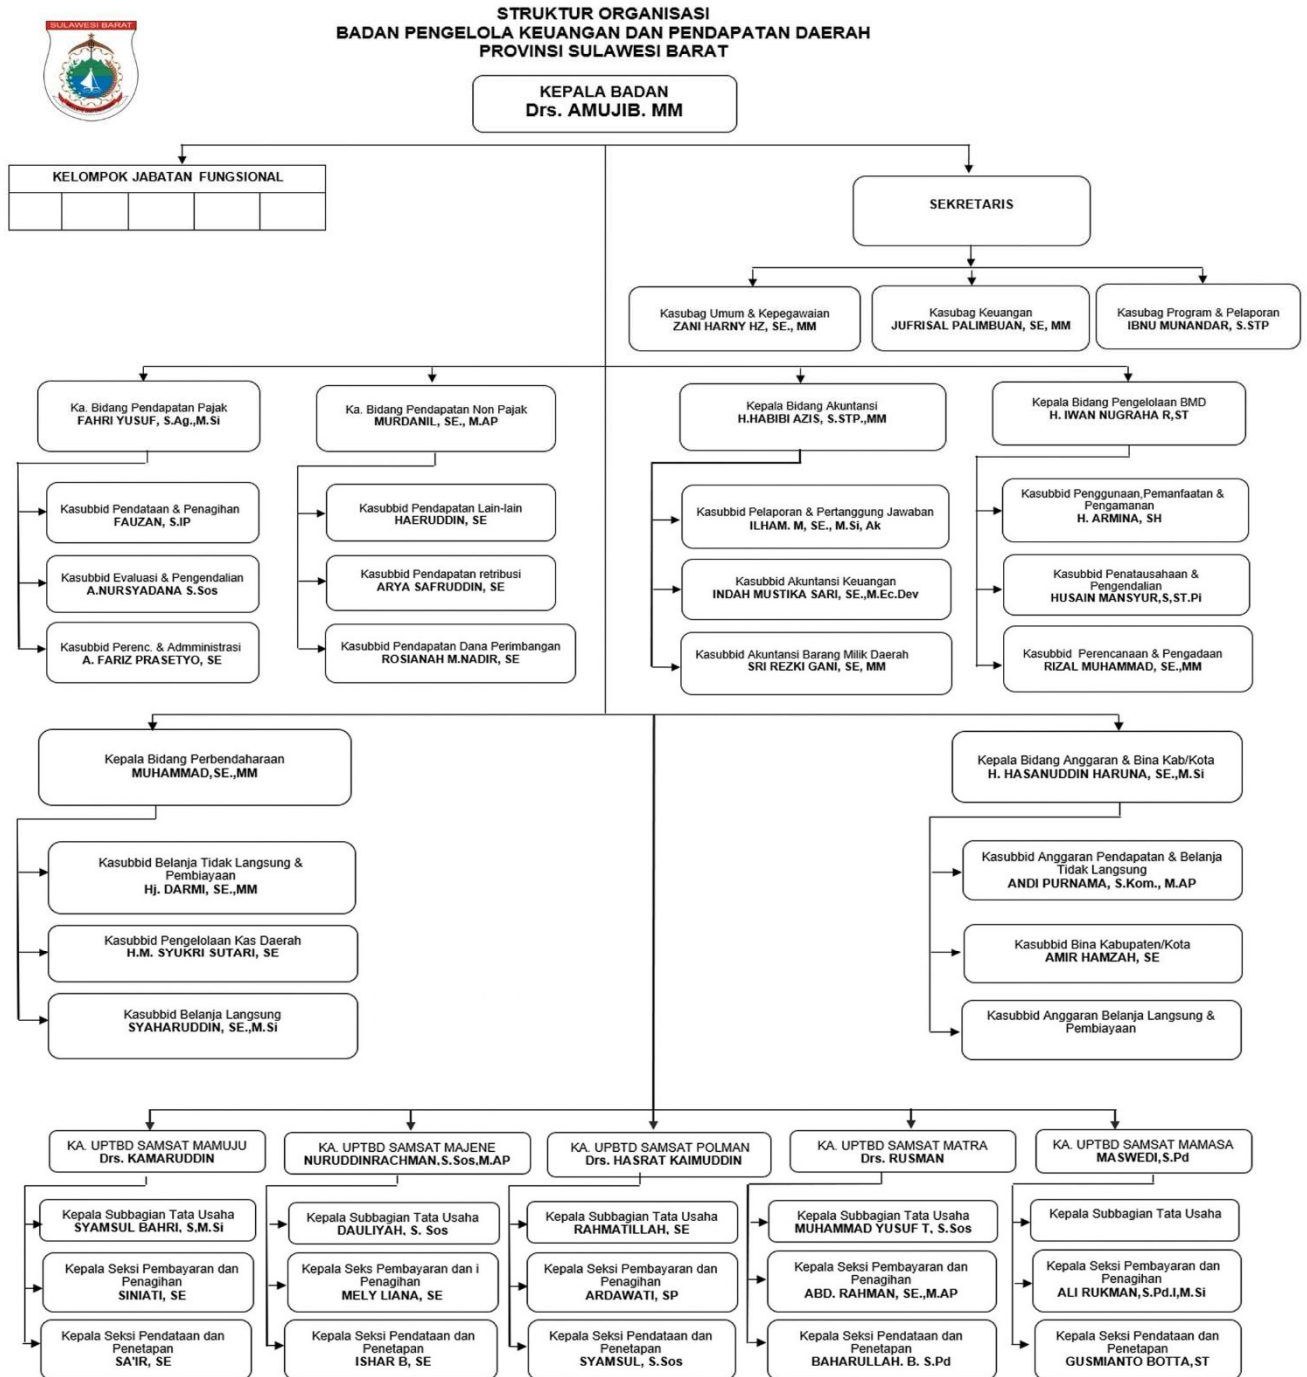 STRUKTUR ORGANISASI
BADAN PENGELOLA KEUANGAN DAN PENDAPATAN DAERAH
PROVINSI SULAWESI BARAT
SULAWESI BARAT
KEPALA BADAN
Drs. AMUJIB. MM
KELOMPOK JABATAN FUNGSIONAL
SEKRETARIS
Kasubag Umum & Kepegawaian
ZANI HARNY HZ, SE., MM
Kasubag Keuangan
JUFRISAL PALIMBUAN, SE, MM
Kasubag Program & Pelaporan
IBNU MUNANDAR, S.STP
Ka. Bidang Pendapatan Pajak
FAHRI YUSUF, S.Ag.,M.Si
Ka. Bidang Pendapatan Non Pajak
MURDANIL, SE., M.AP
Kepala Bidang Akuntansi
H.HABIBI AZIS, S.STP.,MM
Kepala Bidang Pengelolaan BMD
H. IWAN NUGRAHA R,ST
Kasubbid Pendataan & Penagihan
FAUZAN, S.IP
Kasubbid Evaluasi & Pengendalian
A.NURSYADANA S.Sos
Kasubbid Perenc. & Admministrasi
A. FARIZ PRASETYO, SE
Kasubbid Pendapatan Lain-lain
HAERUDDIN, SE
Kasubbid Pendapatan retribusi
ARYA SAFRUDDIN, SE
Kasubbid Pendapatan Dana Perimbangan
ROSIANAH M.NADIR, SE
Kasubbid Pelaporan & Pertanggung Jawaban
ILHAM. M, SE., M.Si, Ak
Kasubbid Akuntansi Keuangan
INDAH MUSTIKA SARI, SE.,M.Ec.Dev
Kasubbid Akuntansi Barang Milik Daerah
SRI REZKI GANI, SE, MM
Kasubbid Penggunaan,Pemanfaatan &
Pengamanan
H. ARMINA, SH
Kasubbid Penatausahaan &
Pengendalian
HUSAIN MANSYUR,S,ST.Pi
Kasubbid Perencanaan & Pengadaan
RIZAL MUHAMMAD, SE.,MM
Kepala Bidang Perbendaharaan
MUHAMMAD,SE.,MM
Kepala Bidang Anggaran & Bina Kab/Kota
H. HASANUDDIN HARUNA, SE.,M.Si
Kasubbid Belanja Tidak Langsung &
Pembiayaan
Hj. DARMI, SE.,MM
Kasubbid Pengelolaan Kas Daerah
H.M. SYUKRI SUTARI, SE
Kasubbid Belanja Langsung
SYAHARUDDIN, SE.,M.Si
Kasubbid Anggaran Pendapatan & Belanja
Tidak Langsung
ANDI PURNAMA, S.Kom., M.AP
Kasubbid Bina Kabupaten/Kota
AMIR HAMZAH, SE
Kasubbid Anggaran Belanja Langsung &
Pembiayaan
KA. UPTBD SAMSAT MAMUJU
Drs. KAMARUDDIN
KA. UPTBD SAMSAT MAJENE
NURUDDINRACHMAN,S.Sos,M.AP
KA. UPBTD SAMSAT POLMAN
Drs. HASRAT KAIMUDDIN
KA. UPTBD SAMSAT MATRA
Drs. RUSMAN
KA. UPTBD SAMSAT MAMASA
MASWEDI,S.Pd
Kepala Subbagian Tata Usaha
SYAMSUL BAHRI, S,M.Si
Kepala Seksi Pembayaran dan
Penagihan
SINIATI, SE
Kepala Seksi Pendataan dan
Penetapan
SA'IR, SE
Kepala Subbagian Tata Usaha
DAULIYAH, S. Sos
Kepala Seks Pembayaran dan i
Penagihan
MELY LIANA, SE
Kepala Seksi Pendataan dan
Penetapan
ISHAR B, SE
Kepala Subbagian Tata Usaha
RAHMATILLAH, SE
Kepala Seksi Pembayaran dan
Penagihan
ARDAWATI, SP
Kepala Seksi Pendataan dan
Penetapan
SYAMSUL, S.Sos
Kepala Subbagian Tata Usaha
MUHAMMAD YUSUF T, S.Sos
Kepala Seksi Pembayaran dan
Penagihan
ABD. RAHMAN, SE.,M.AP
Kepala Seksi Pendataan dan
Penetapan
BAHARULLAH. B. S.Pd
Kepala Subbagian Tata Usaha
Kepala Seksi Pembayaran dan
Penagihan
ALI RUKMAN,S.Pd.I,M.Si
Kepala Seksi Pendataan dan
Penetapan
GUSMIANTO BOTTA,ST